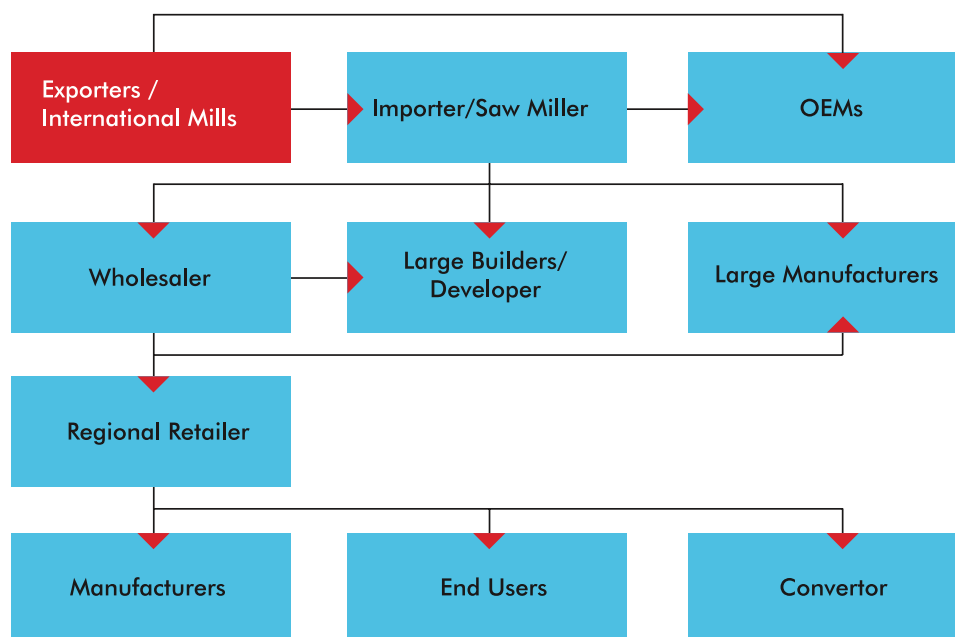 Exporters /
International Mills
Importer/Saw Miller
OEMs
Wholesaler
Large Builders/
Developer
Large Manufacturers
Regional Retailer
Manufacturers
End Users
Convertor